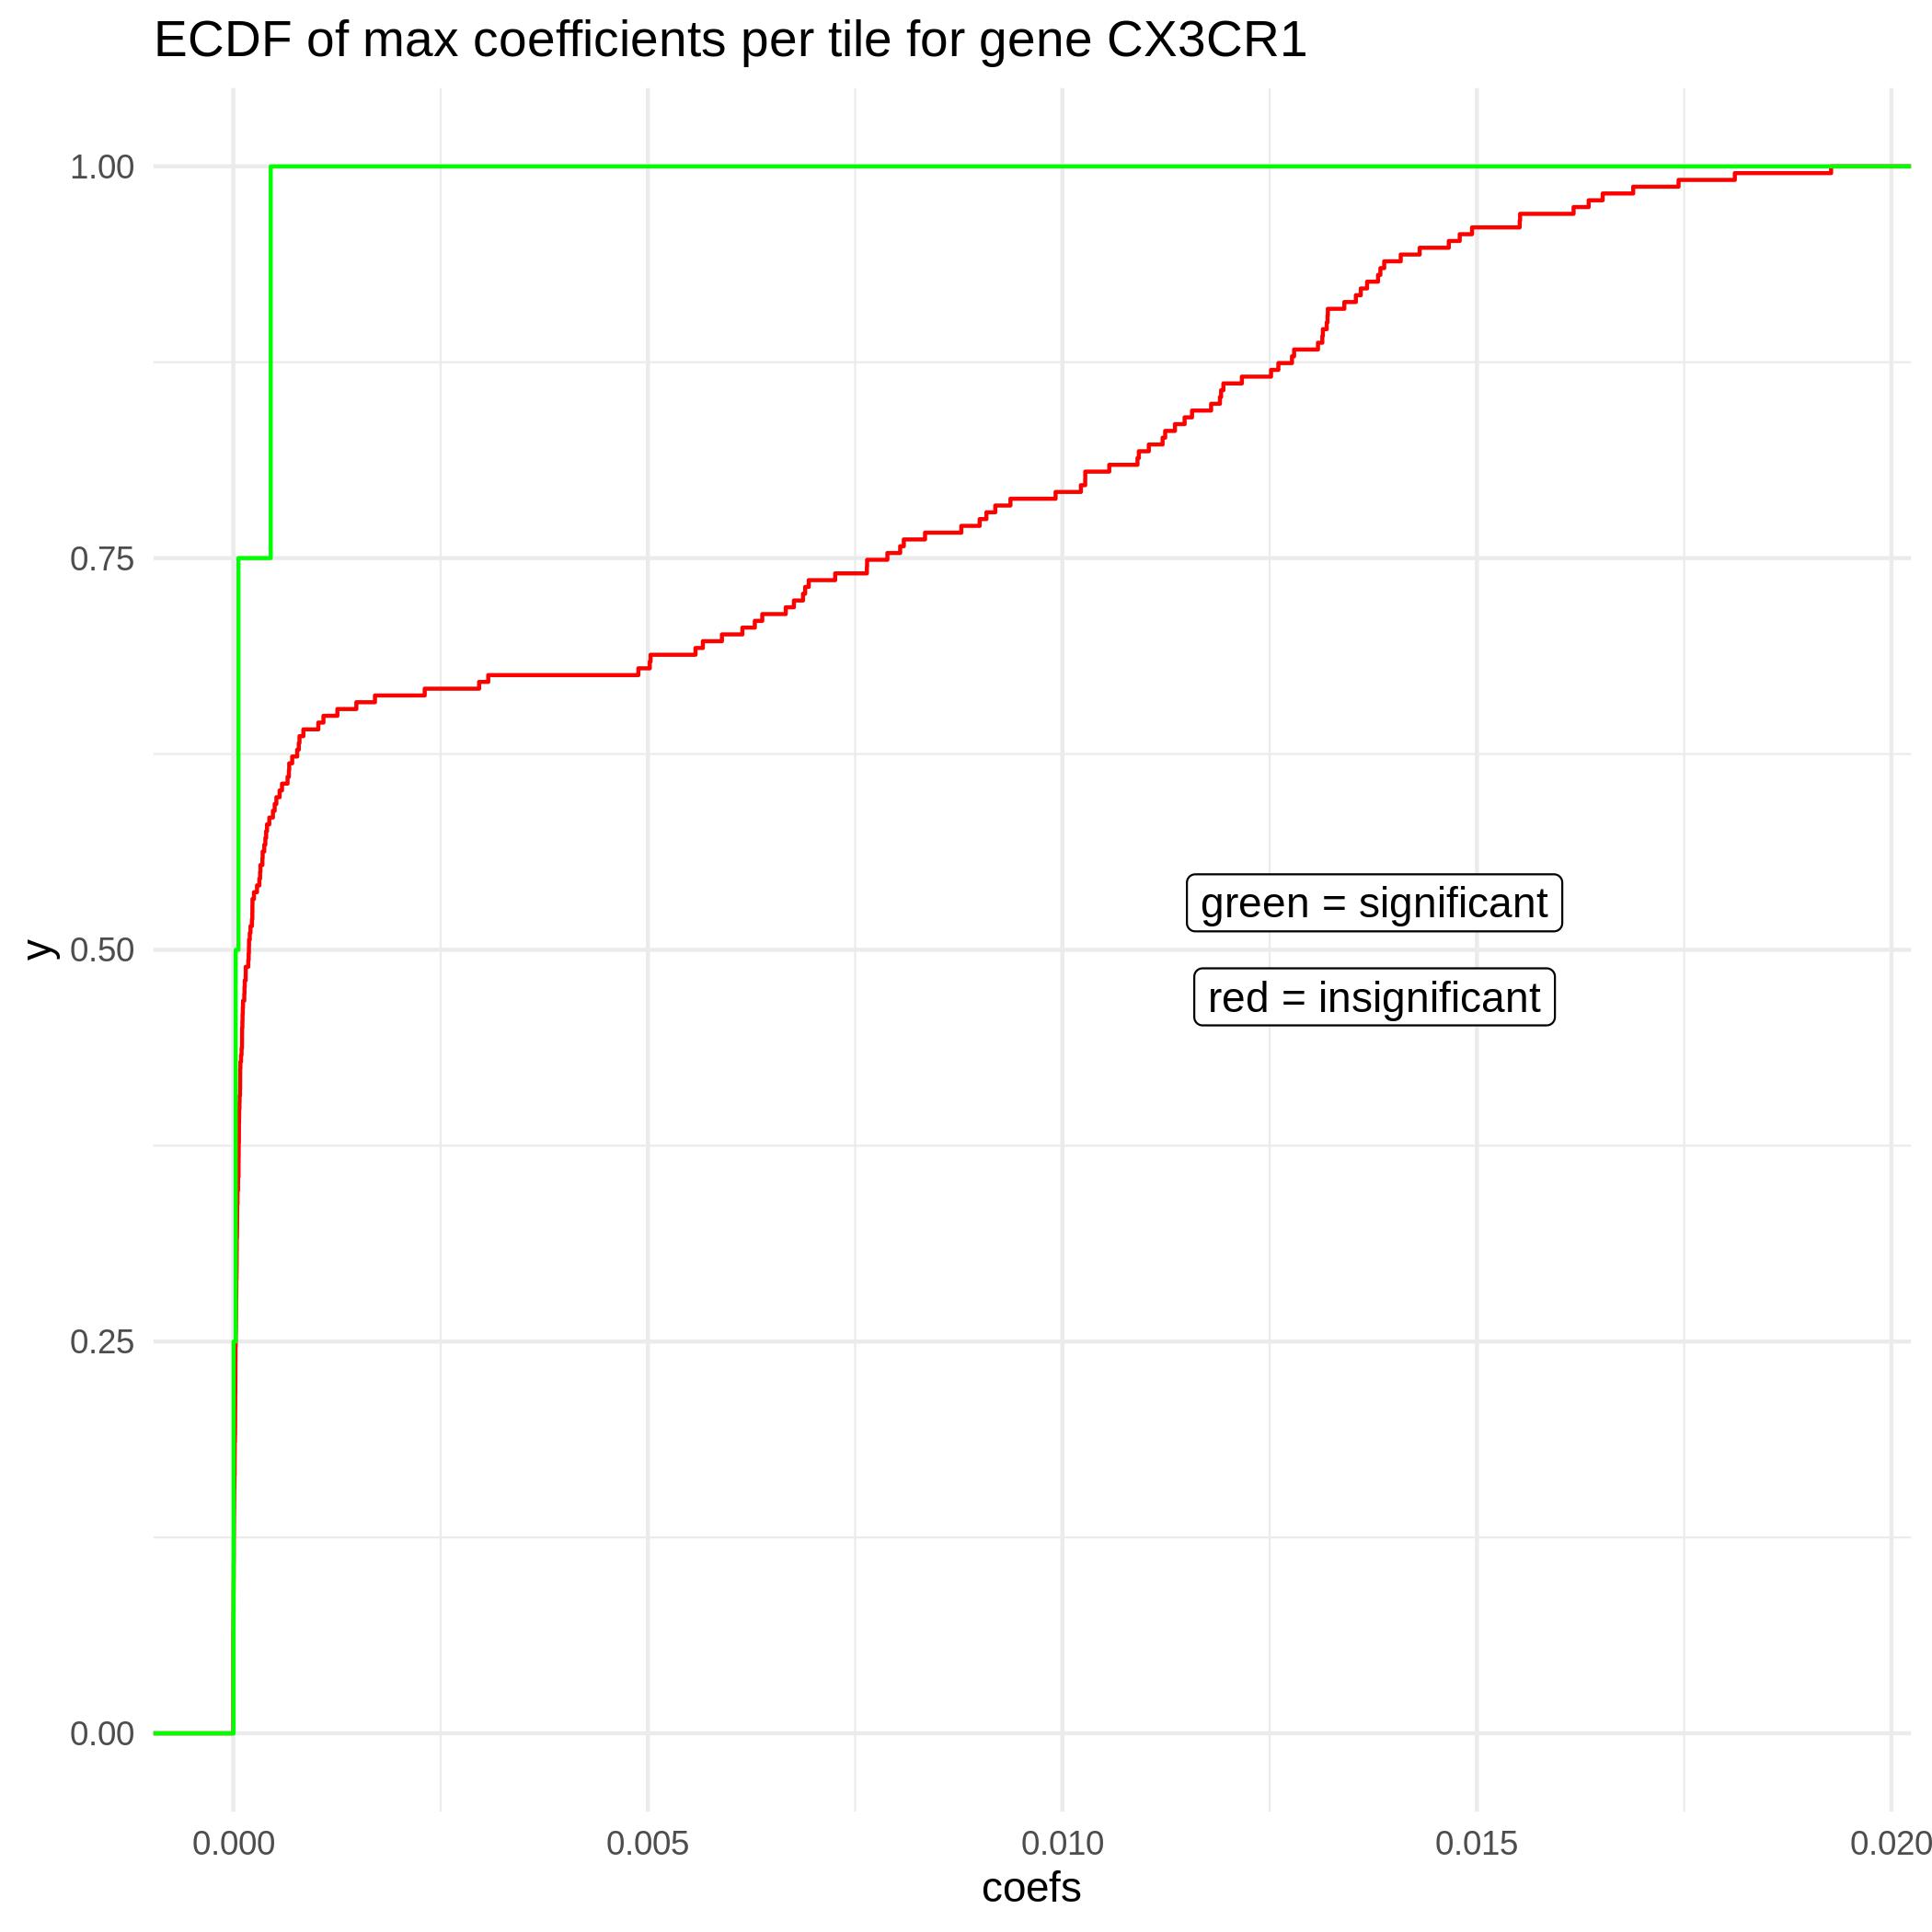 ECDF of max coefficients per tile for gene CX3CR1
1.00
0.75
0.50
0.25
0.00
y
green = significant
red = insignificant
0.000 0.005 0.010 0.015 0.020
coefs